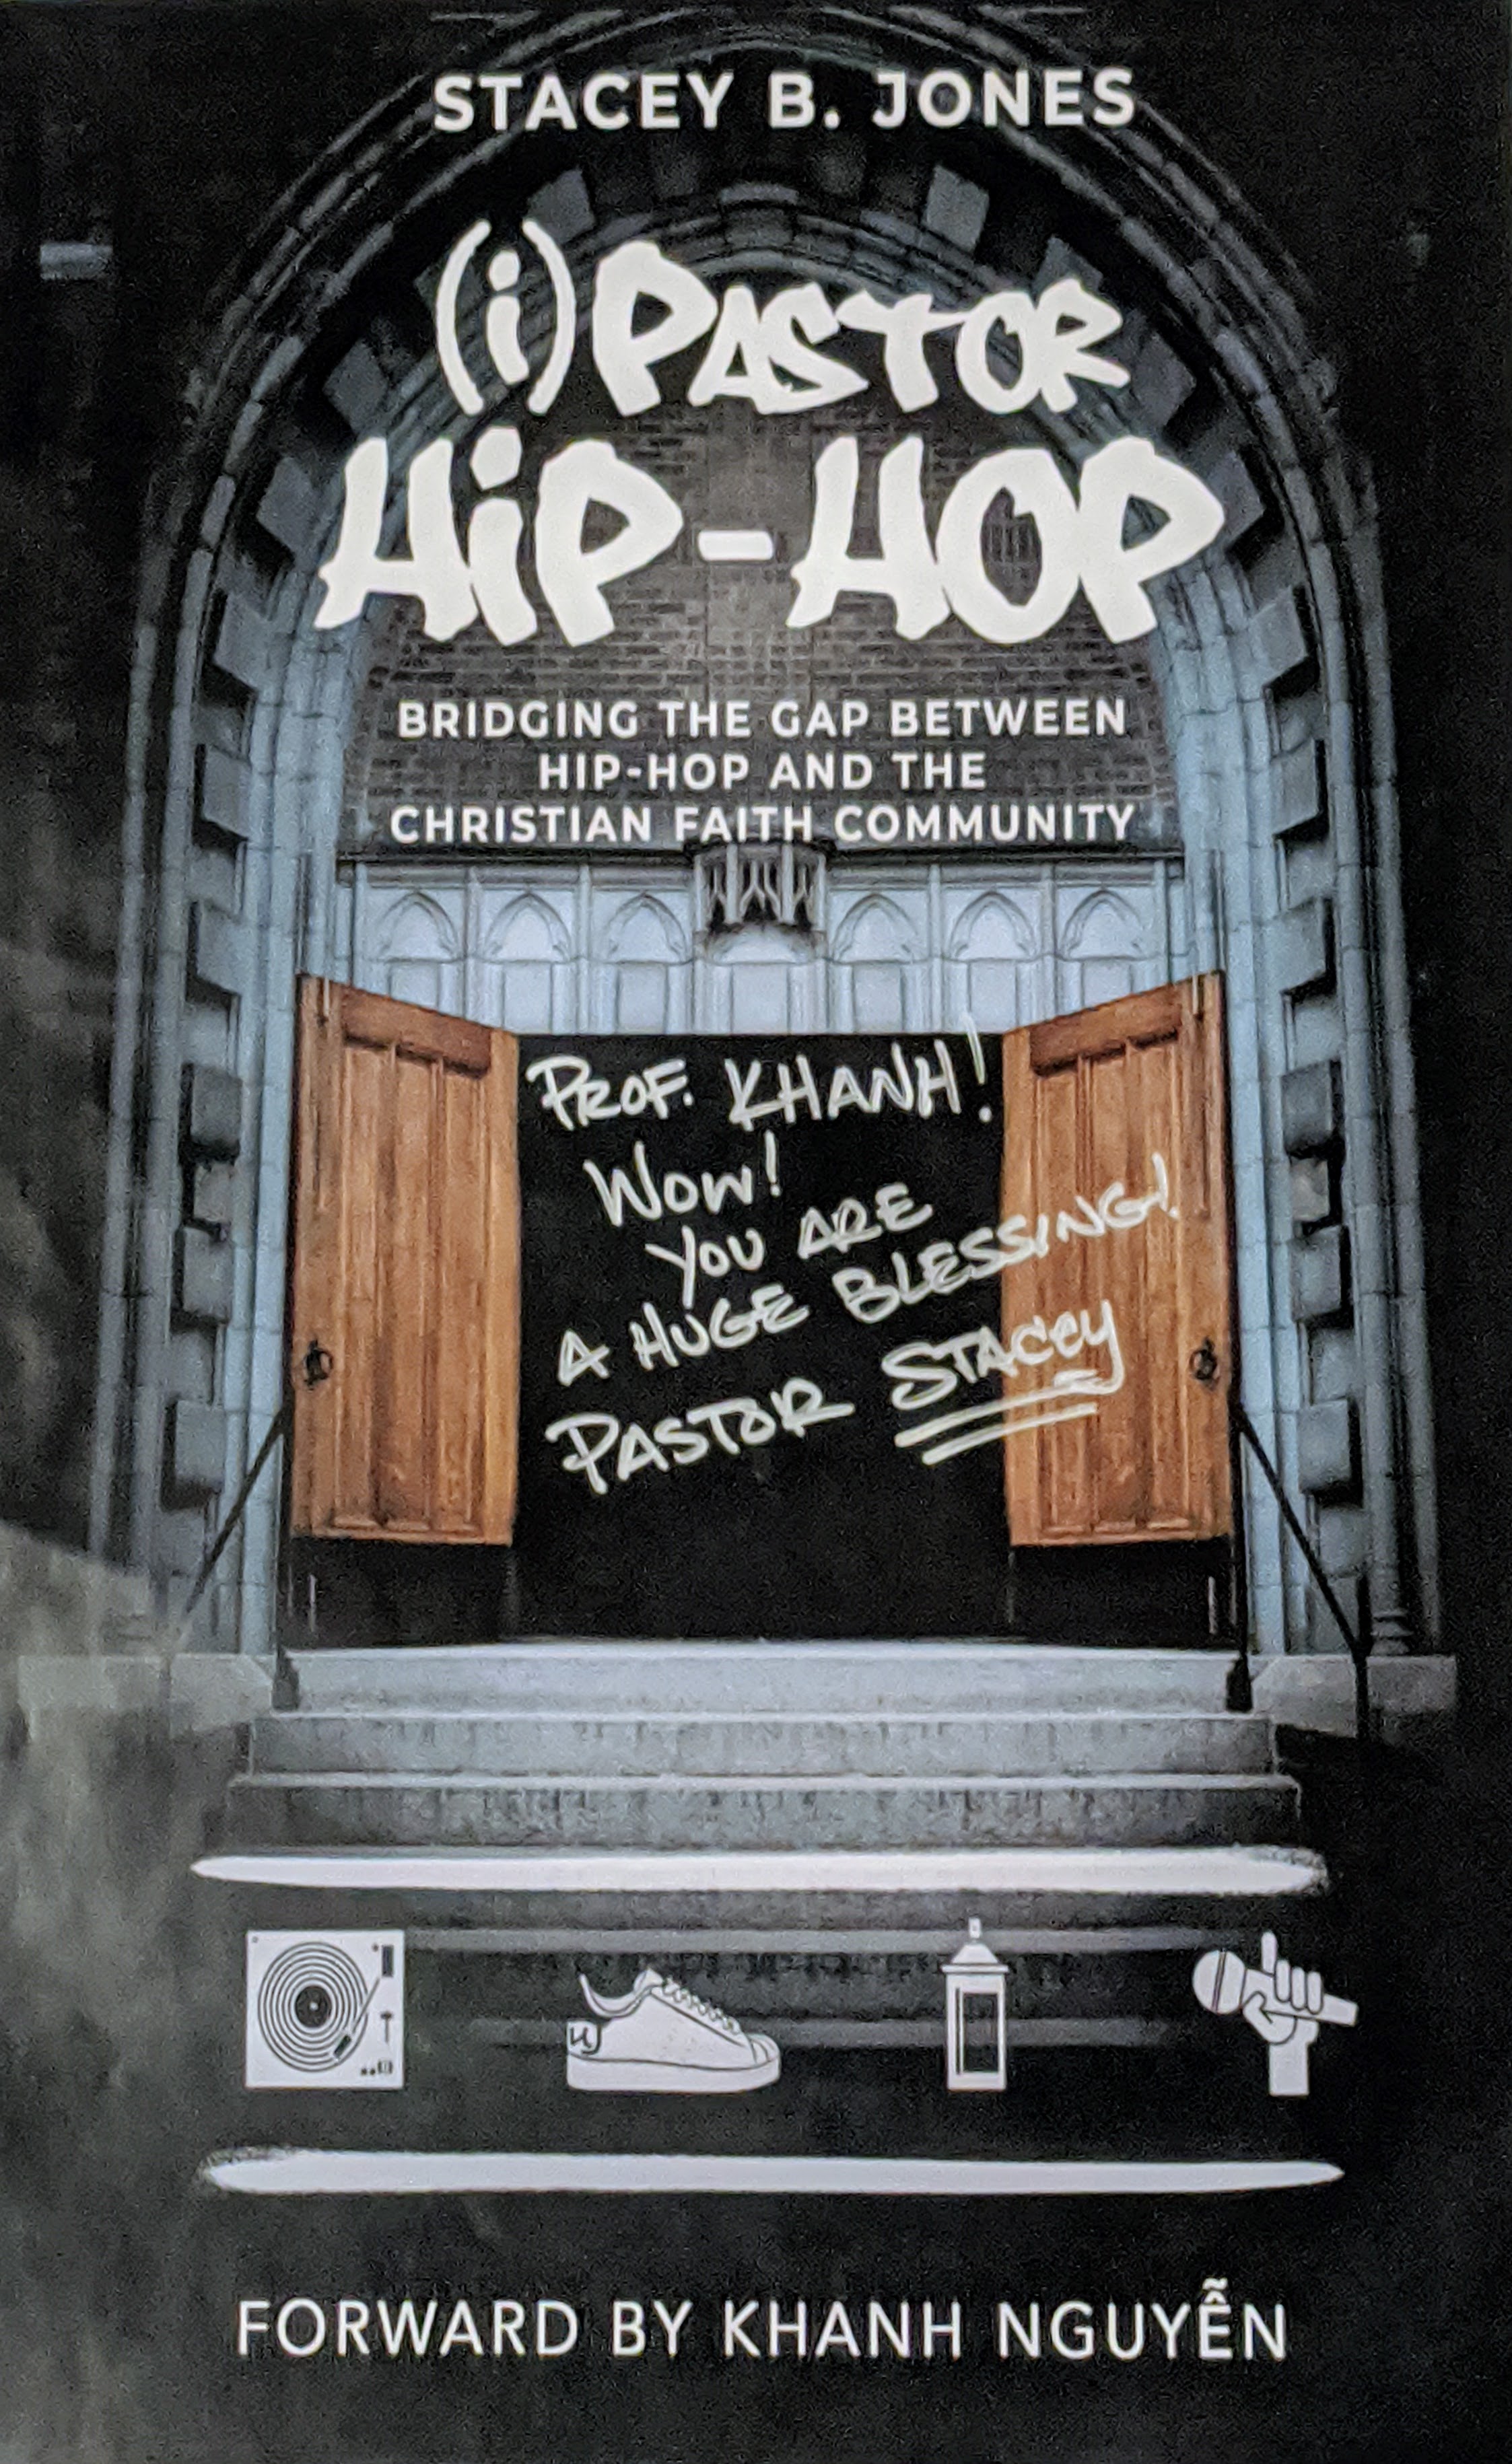 STACEY B. JONES
(i) PASTOR
HiP-HOP
BRIDGING THE GAP BETWEEN
HIP-HOP AND THE
CHRISTIAN FAITH COMMUNITY
PROF. KHANH!
WOW!
YOU ARE
A HUGE BLESSING!
PASTOR STACEY
FORWARD BY KHANH NGUYỄN